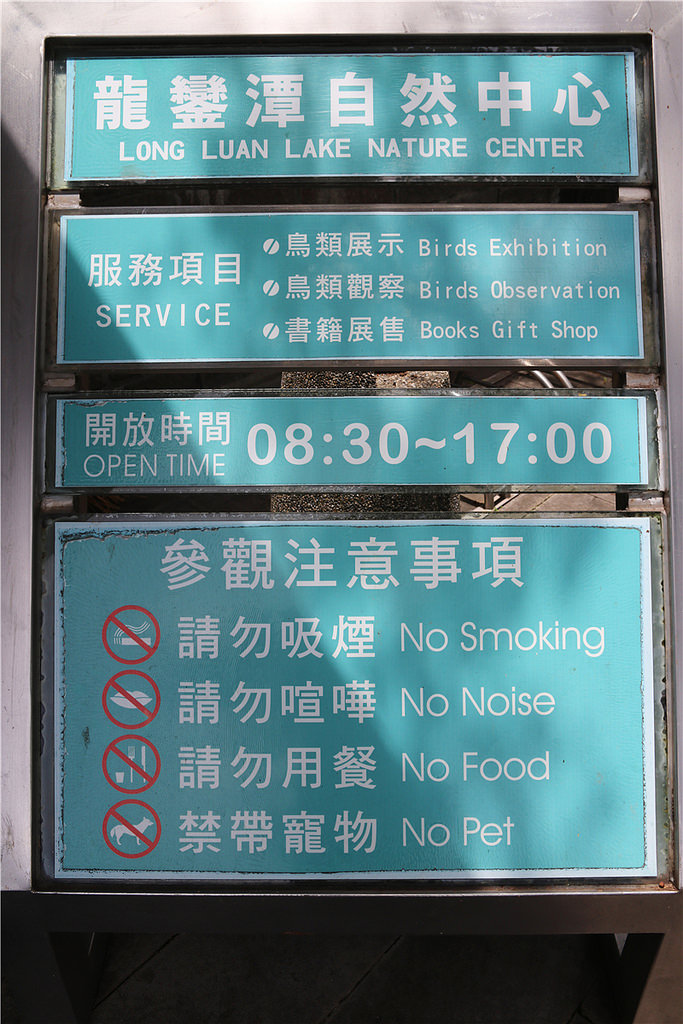 龍鑾潭自然中心
LONG LUAN LAKE NATURE CENTER
服務項目
SERVICE
鳥類展示 Birds Exhibition
鳥類觀察 Birds Observation
書籍展售 Books Gift Shop
開放時間
OPEN TIME
08:30~17:00
參觀注意事項
請勿吸煙 No Smoking
請勿喧嘩 No Noise
請勿用餐 No Food
禁帶寵物 No Pet